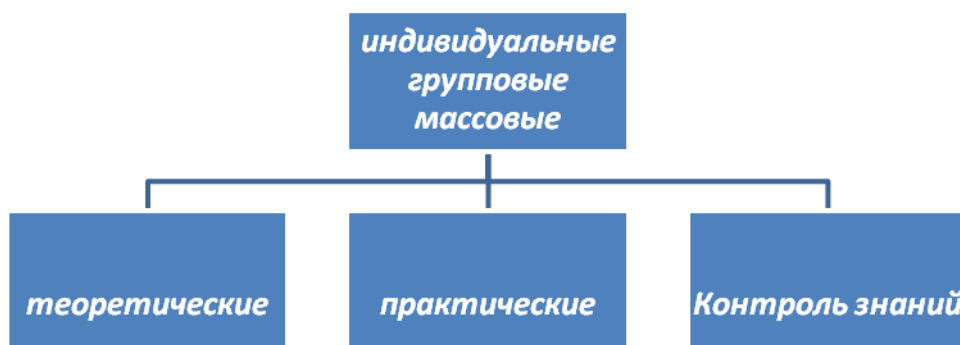 индивидуальные
групповые
массовые
теоретические
практические
Контроль знаний